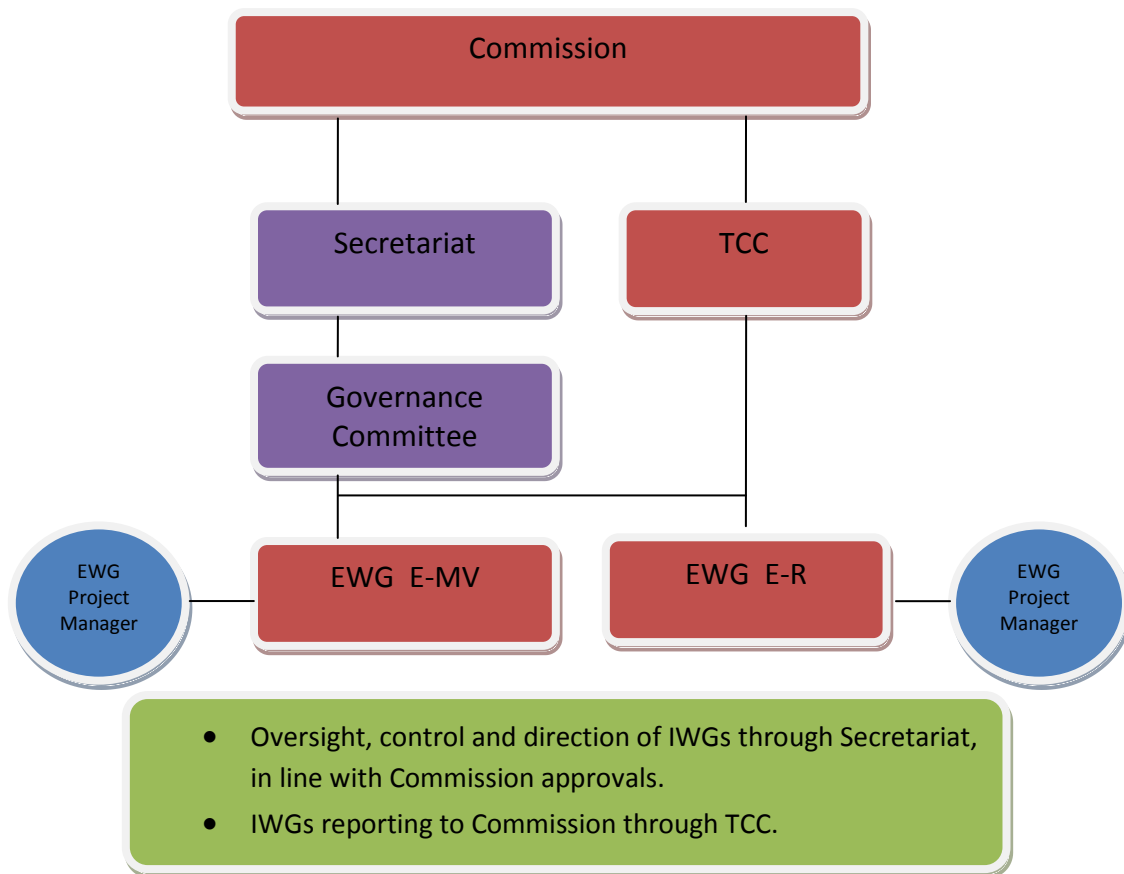 Commission
Secretariat
TCC
Governance
Committee
EWG E-MV
EWG E-R
EWG
Project
Manager
EWG
Project
Manager
• Oversight, control and direction of IWGs through Secretariat,
in line with Commission approvals.
• IWGs reporting to Commission through TCC.